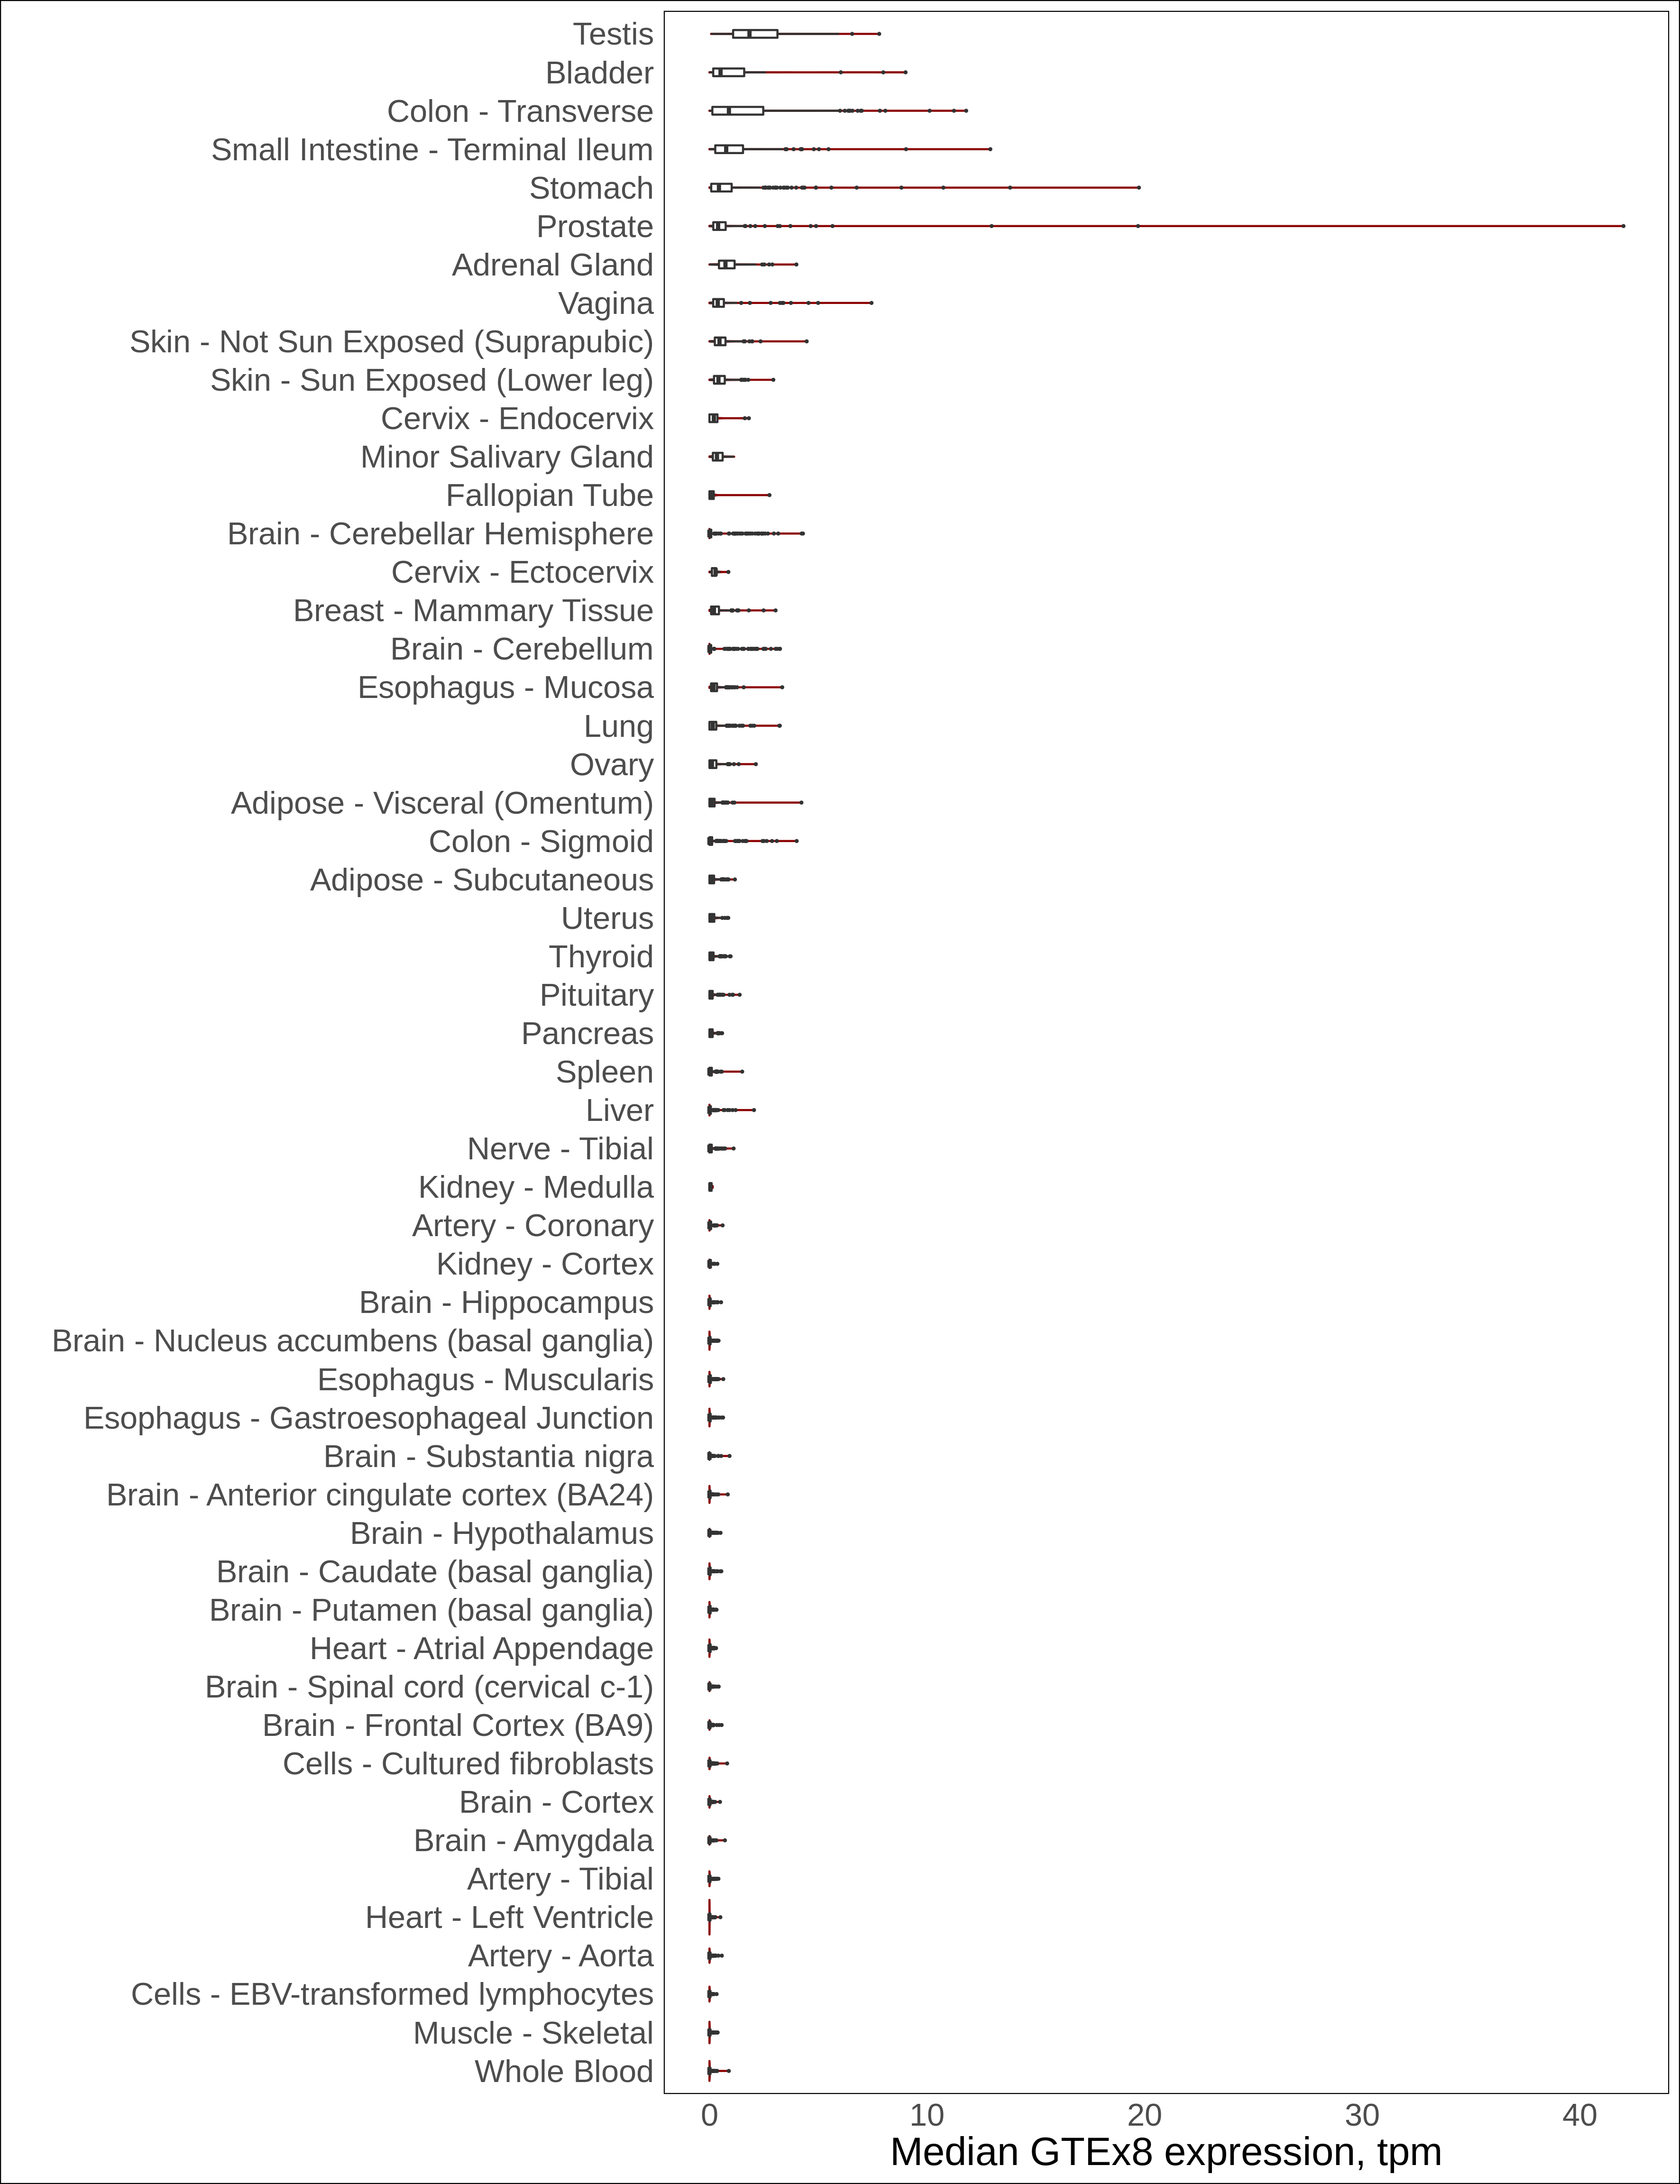 Testis
Bladder
Colon - Transverse
Small Intestine - Terminal Ileum
Stomach
Prostate
Adrenal Gland
Vagina
Skin - Not Sun Exposed (Suprapubic)
Skin - Sun Exposed (Lower leg)
Cervix - Endocervix
Minor Salivary Gland
Fallopian Tube
Brain - Cerebellar Hemisphere
Cervix - Ectocervix
Breast - Mammary Tissue
Brain - Cerebellum
Esophagus - Mucosa
Lung
Ovary
Adipose - Visceral (Omentum)
Colon - Sigmoid
Adipose - Subcutaneous
Uterus
Thyroid
Pituitary
Pancreas
Spleen
Liver
Nerve - Tibial
Kidney - Medulla
Artery - Coronary
Kidney - Cortex
Brain - Hippocampus
Brain - Nucleus accumbens (basal ganglia)
Esophagus - Muscularis
Esophagus - Gastroesophageal Junction
Brain - Substantia nigra
Brain - Anterior cingulate cortex (BA24)
Brain - Hypothalamus
Brain - Caudate (basal ganglia)
Brain - Putamen (basal ganglia)
Heart - Atrial Appendage
Brain - Spinal cord (cervical c-1)
Brain - Frontal Cortex (BA9)
Cells - Cultured fibroblasts
Brain - Cortex
Brain - Amygdala
Artery - Tibial
Heart - Left Ventricle
Artery - Aorta
Cells - EBV-transformed lymphocytes
Muscle - Skeletal
Whole Blood
0 10 20 30 40
Median GTEx8 expression, tpm